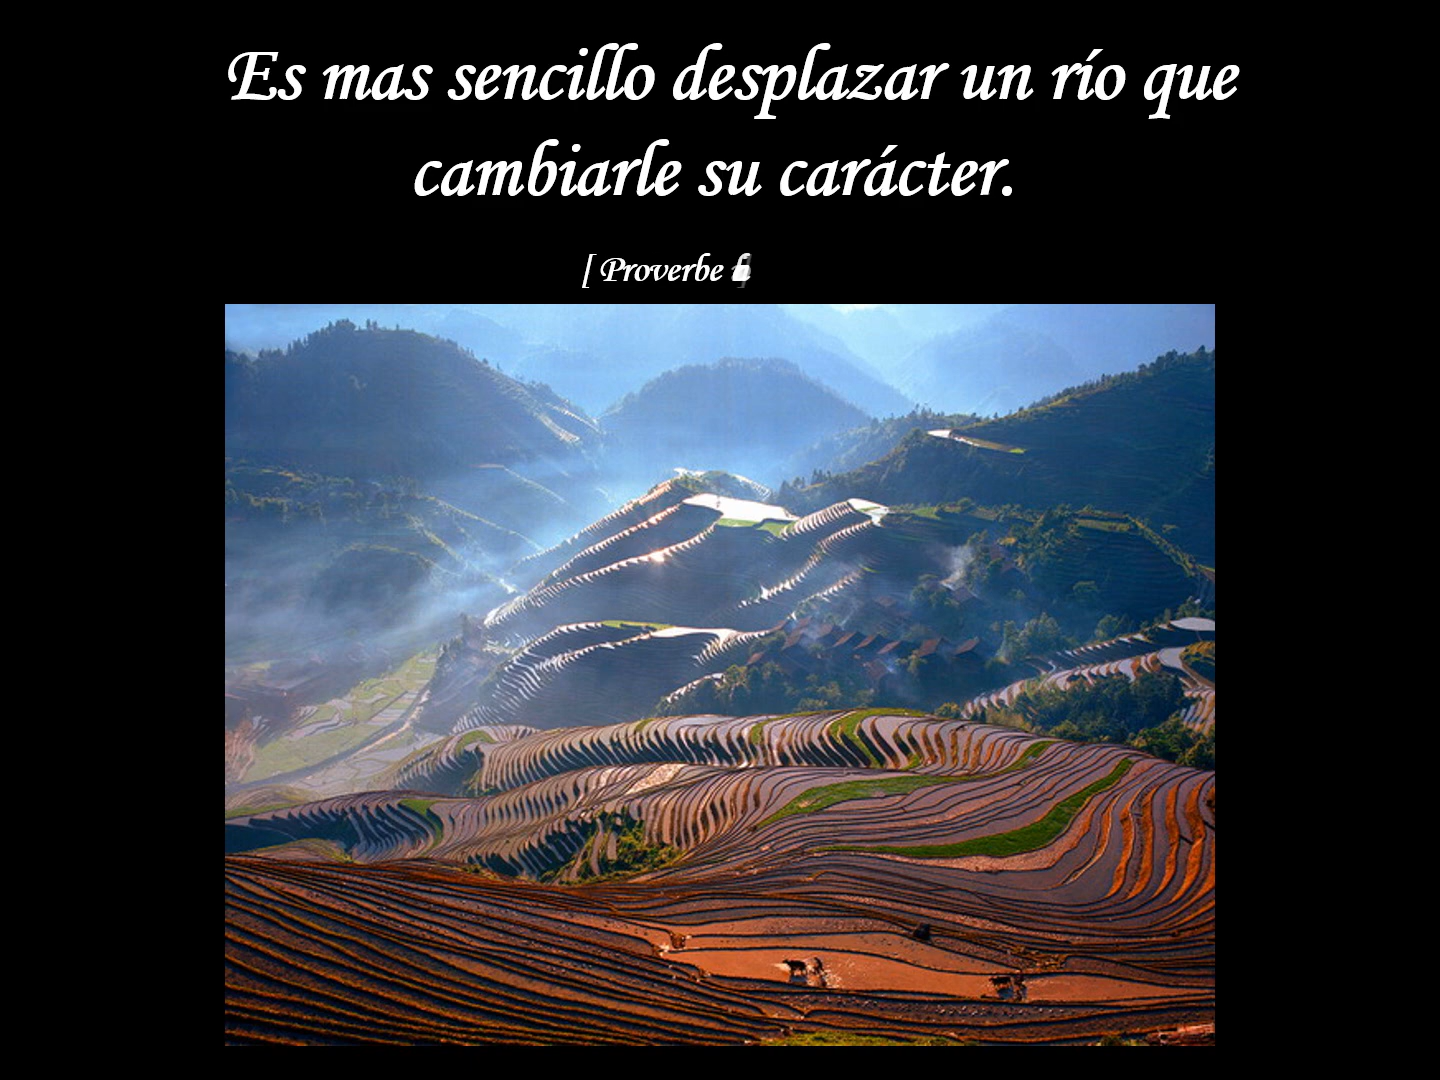 Es mas sencillo desplazar un río que
cambiarle su carácter.
[ Proverbe